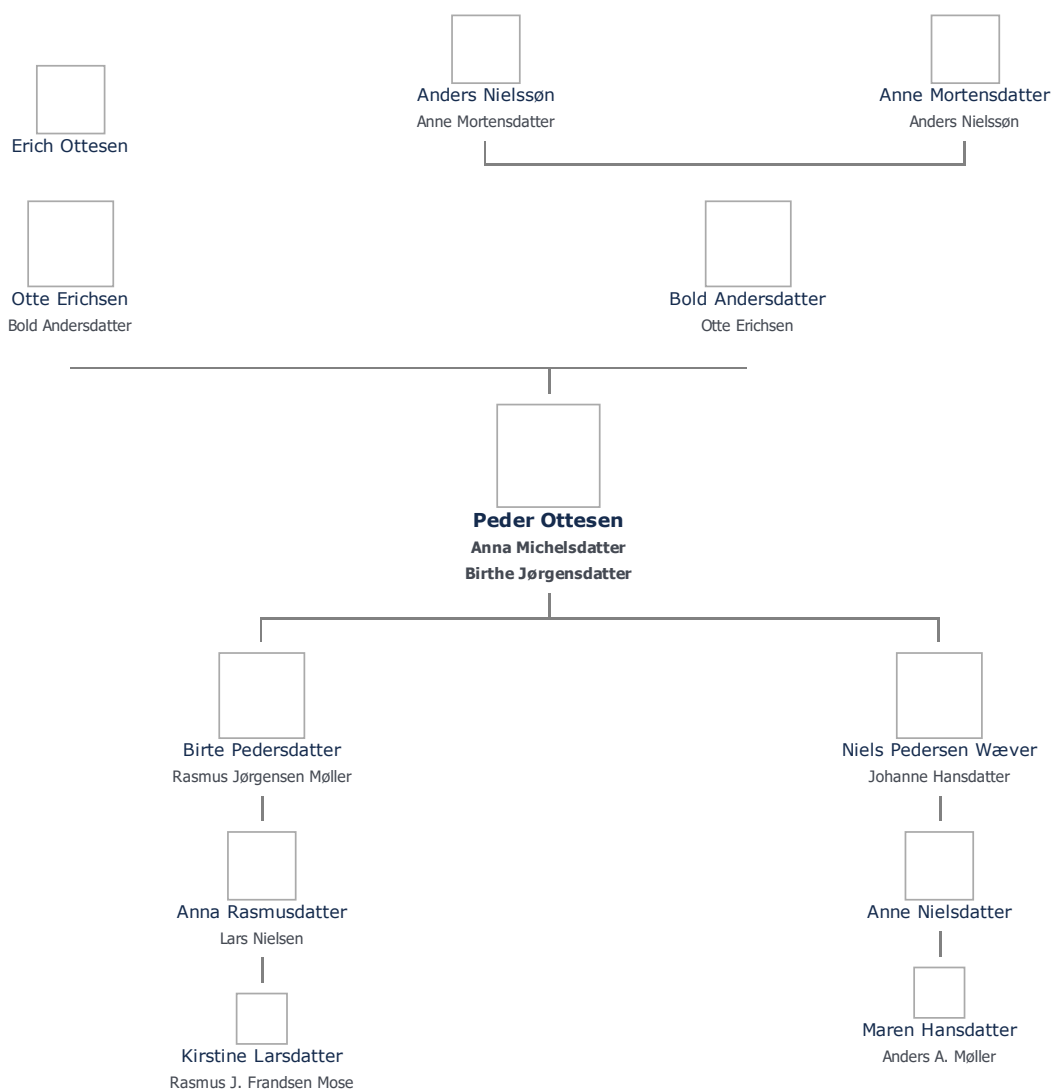 Anders Nielssøn
Anne Mortensdatter
Anne Mortensdatter
Anders Nielssøn
Erich Ottesen
Otte Erichsen
Bold Andersdatter
Bold Andersdatter
Otte Erichsen
Peder Ottesen
Anna Michelsdatter
Birthe Jørgensdatter
Birte Pedersdatter
Rasmus Jørgensen Møller
Niels Pedersen Wæver
Johanne Hansdatter
Anna Rasmusdatter
Lars Nielsen
Anne Nielsdatter
Kirstine Larsdatter
Rasmus J. Frandsen Mose
Maren Hansdatter
Anders A. Møller